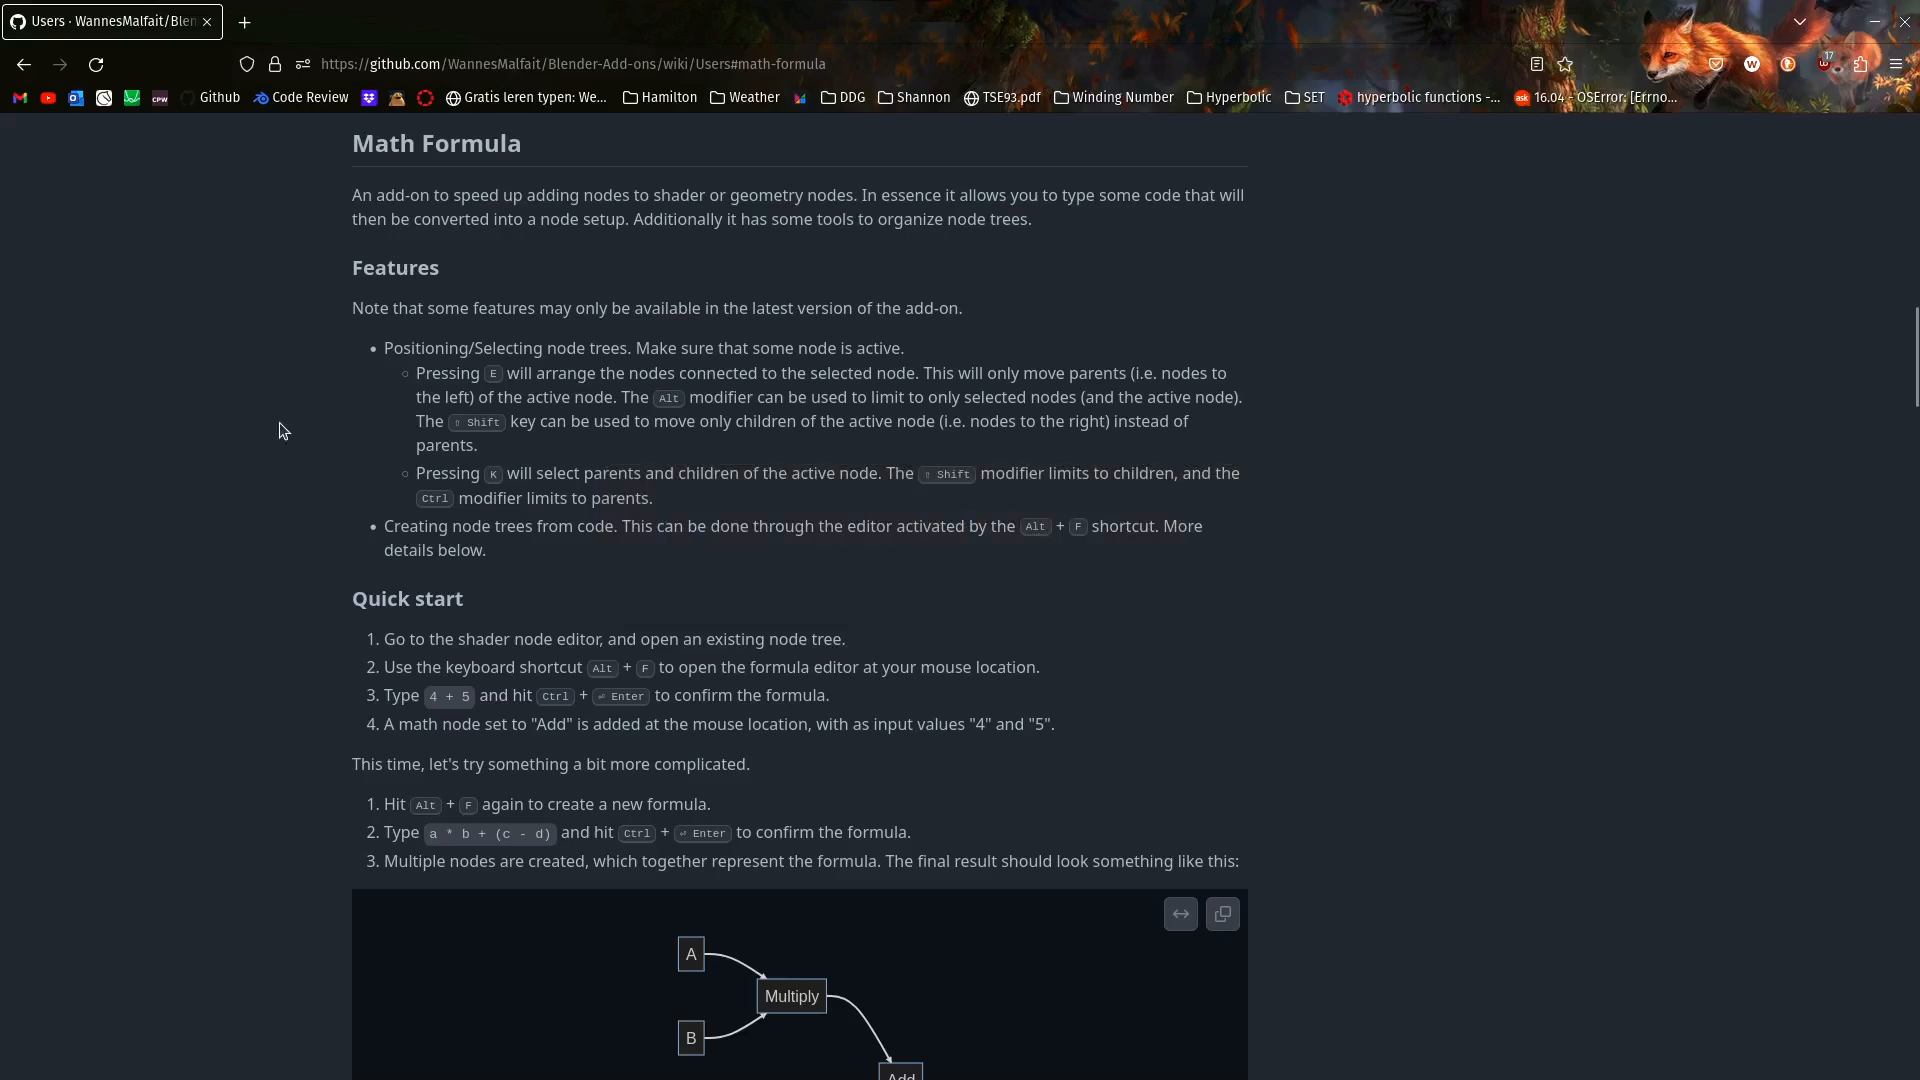 Users · WannesMalfait/Blen
https://github.com/WannesMalfait/Blender-Add-ons/wiki/Users#math-formula
17
CPW
Github
Code Review
Gratis leren typen: We...
Hamilton
Weather
DDG
Shannon
TSE93.pdf
Winding Number
Hyperbolic
SET
hyperbolic functions -...
ask
16.04 - OSError: [Errno...
Math Formula
An add-on to speed up adding nodes to shader or geometry nodes. In essence it allows you to type some code that will
then be converted into a node setup. Additionally it has some tools to organize node trees.
Features
Note that some features may only be available in the latest version of the add-on.
• Positioning/Selecting node trees. Make sure that some node is active.
○ Pressing E will arrange the nodes connected to the selected node. This will only move parents (i.e. nodes to
the left) of the active node. The Alt modifier can be used to limit to only selected nodes (and the active node).
The ⇧ Shift key can be used to move only children of the active node (i.e. nodes to the right) instead of
parents.
○ Pressing K will select parents and children of the active node. The ⇧ Shift modifier limits to children, and the
Ctrl modifier limits to parents.
• Creating node trees from code. This can be done through the editor activated by the Alt + F shortcut. More
details below.
Quick start
1. Go to the shader node editor, and open an existing node tree.
2. Use the keyboard shortcut Alt + F to open the formula editor at your mouse location.
3. Type 4 + 5 and hit Ctrl + ⏎ Enter to confirm the formula.
4. A math node set to "Add" is added at the mouse location, with as input values "4" and "5".
This time, let's try something a bit more complicated.
1. Hit Alt + F again to create a new formula.
2. Type a * b + (c - d) and hit Ctrl + ⏎ Enter to confirm the formula.
3. Multiple nodes are created, which together represent the formula. The final result should look something like this:
A
Multiply
B
Add